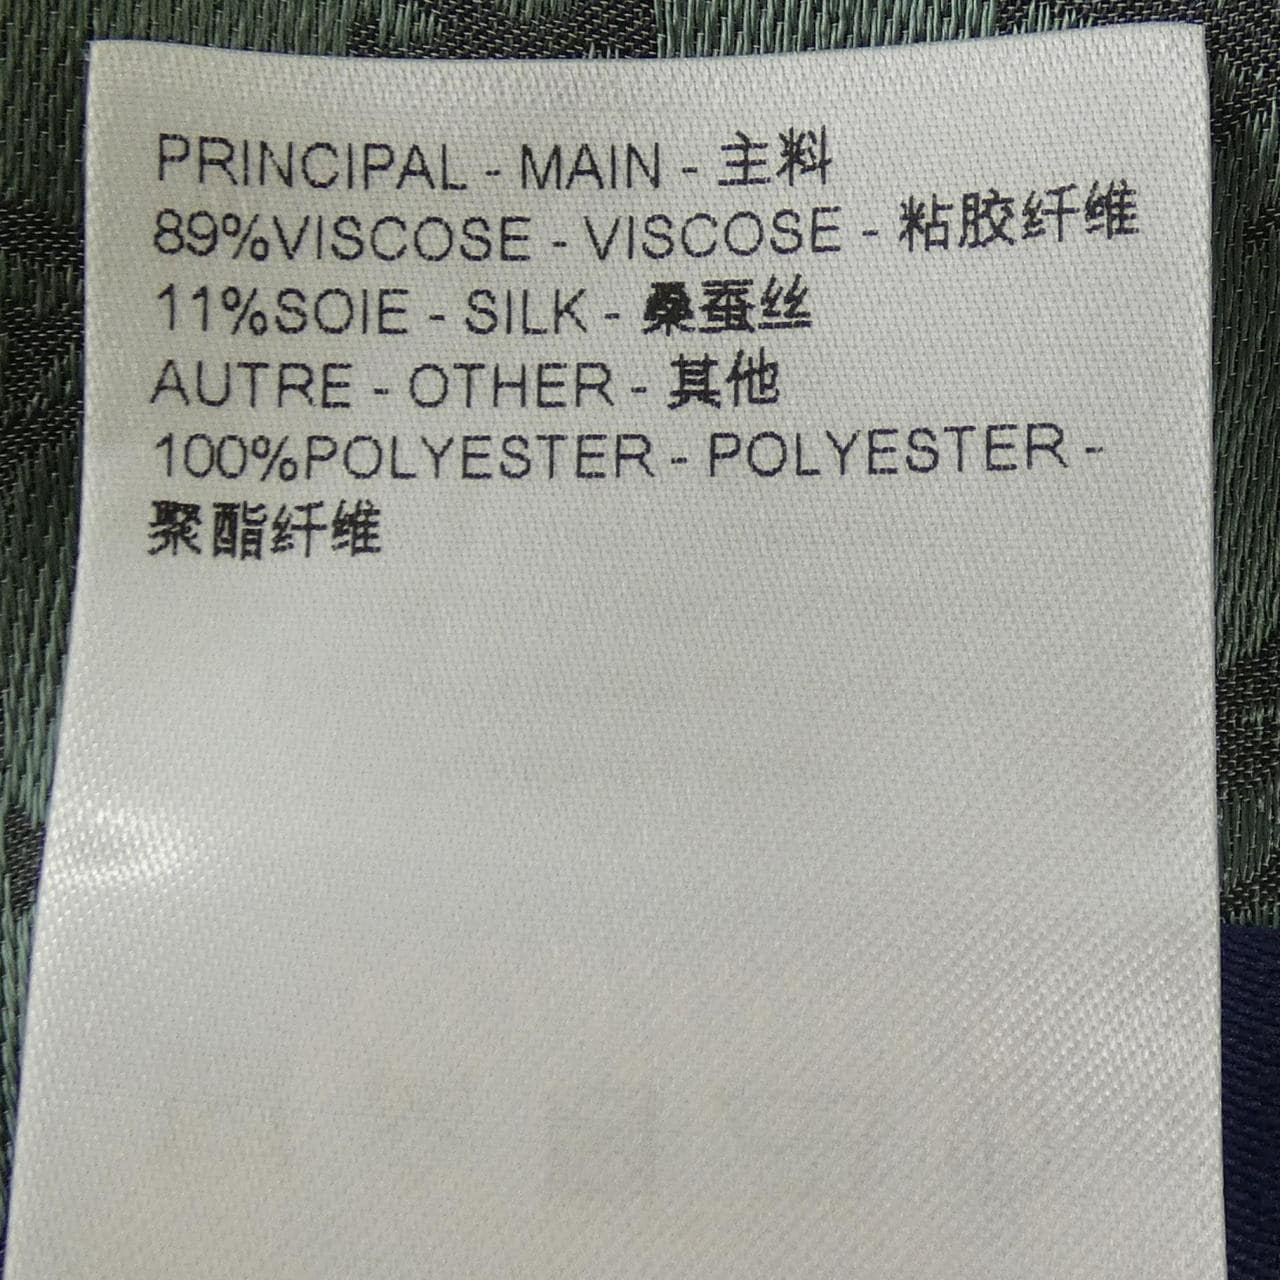 PRINCIPAL - MAIN - 主料
89%VISCOSE - VISCOSE - 粘胶纤维
11%SOIE - SILK - 桑蚕丝
AUTRE - OTHER - 其他
100%POLYESTER - POLYESTER -
聚酯纤维